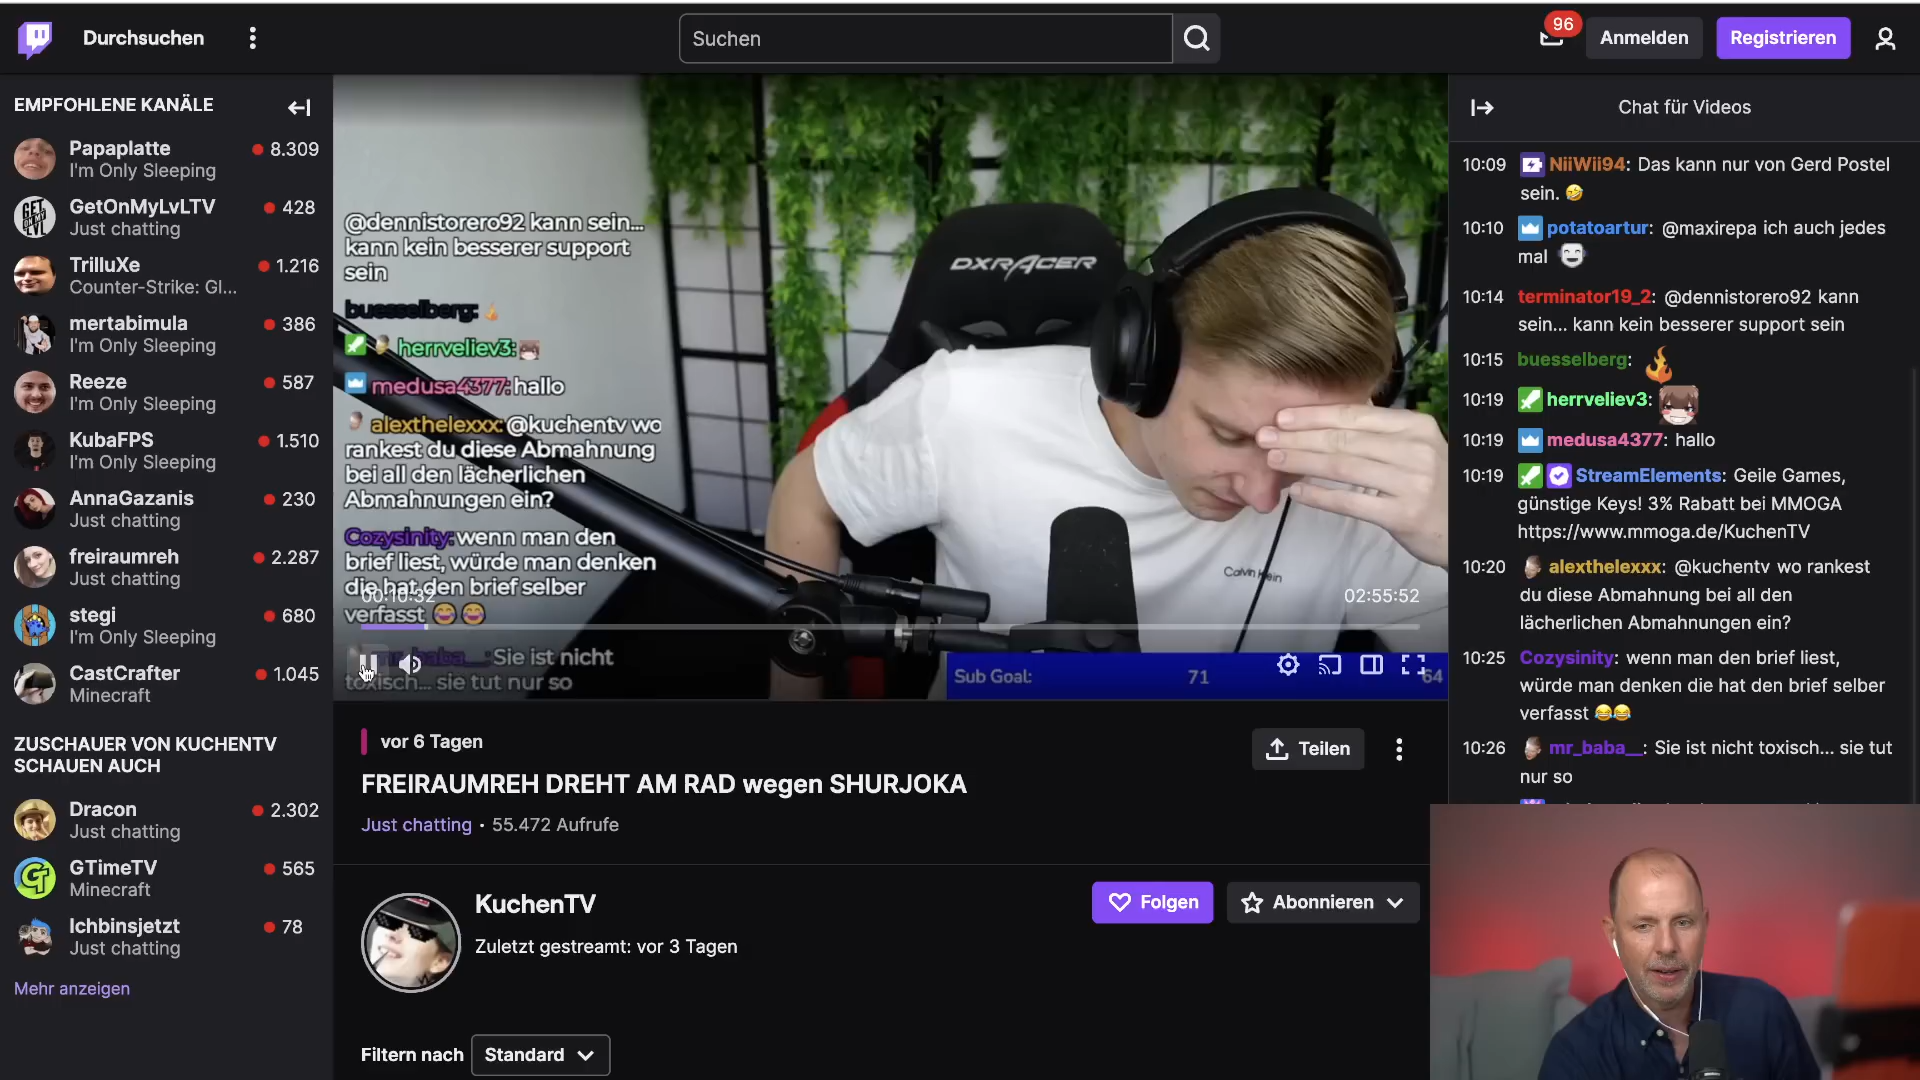 Durchsuchen
Suchen
96
Anmelden
Registrieren
EMPFOHLENE KANÄLE
Papaplatte
8.309
I'm Only Sleeping
GetOnMyLvLTV
428
Just chatting
TrilluXe
1.216
Counter-Strike: Gl...
mertabimula
386
I'm Only Sleeping
Reeze
587
I'm Only Sleeping
KubaFPS
1.510
I'm Only Sleeping
AnnaGazanis
230
Just chatting
freiraumreh
2.287
Just chatting
stegi
680
I'm Only Sleeping
CastCrafter
1.045
Minecraft
ZUSCHAUER VON KUCHENTV
SCHAUEN AUCH
Dracon
2.302
Just chatting
GTimeTV
565
Minecraft
Ichbinsjetzt
78
Just chatting
Mehr anzeigen
@dennistorero92 kann sein...
kann kein besserer support
sein
buesselberg:
herrveliev3:
medusa4377: hallo
alexthelexxx: @kuchentv wo
rankest du diese Abmahnung
bei all den lächerlichen
Abmahnungen ein?
Cozysinity: wenn man den
brief liest, würde man denken
die hat den brief selber
verfasst
mr_baba__: Sie ist nicht
toxisch... sie tut nur so
DXRACER
Calvin Klein
00:10:32
02:55:52
Sub Goal:
71
64
vor 6 Tagen
Teilen
FREIRAUMREH DREHT AM RAD wegen SHURJOKA
Just chatting • 55.472 Aufrufe
KuchenTV
Zuletzt gestreamt: vor 3 Tagen
Folgen
Abonnieren
Filtern nach
Standard
Chat für Videos
10:09 NiiWii94: Das kann nur von Gerd Postel
sein.
10:10 potatoartur: @maxirepa ich auch jedes
mal
10:14 terminator19_2: @dennistorero92 kann
sein... kann kein besserer support sein
10:15 buesselberg:
10:19 herrveliev3:
10:19 medusa4377: hallo
10:19 StreamElements: Geile Games,
günstige Keys! 3% Rabatt bei MMOGA
https://www.mmoga.de/KuchenTV
10:20 alexthelexxx: @kuchentv wo rankest
du diese Abmahnung bei all den
lächerlichen Abmahnungen ein?
10:25 Cozysinity: wenn man den brief liest,
würde man denken die hat den brief selber
verfasst
10:26 mr_baba__: Sie ist nicht toxisch... sie tut
nur so